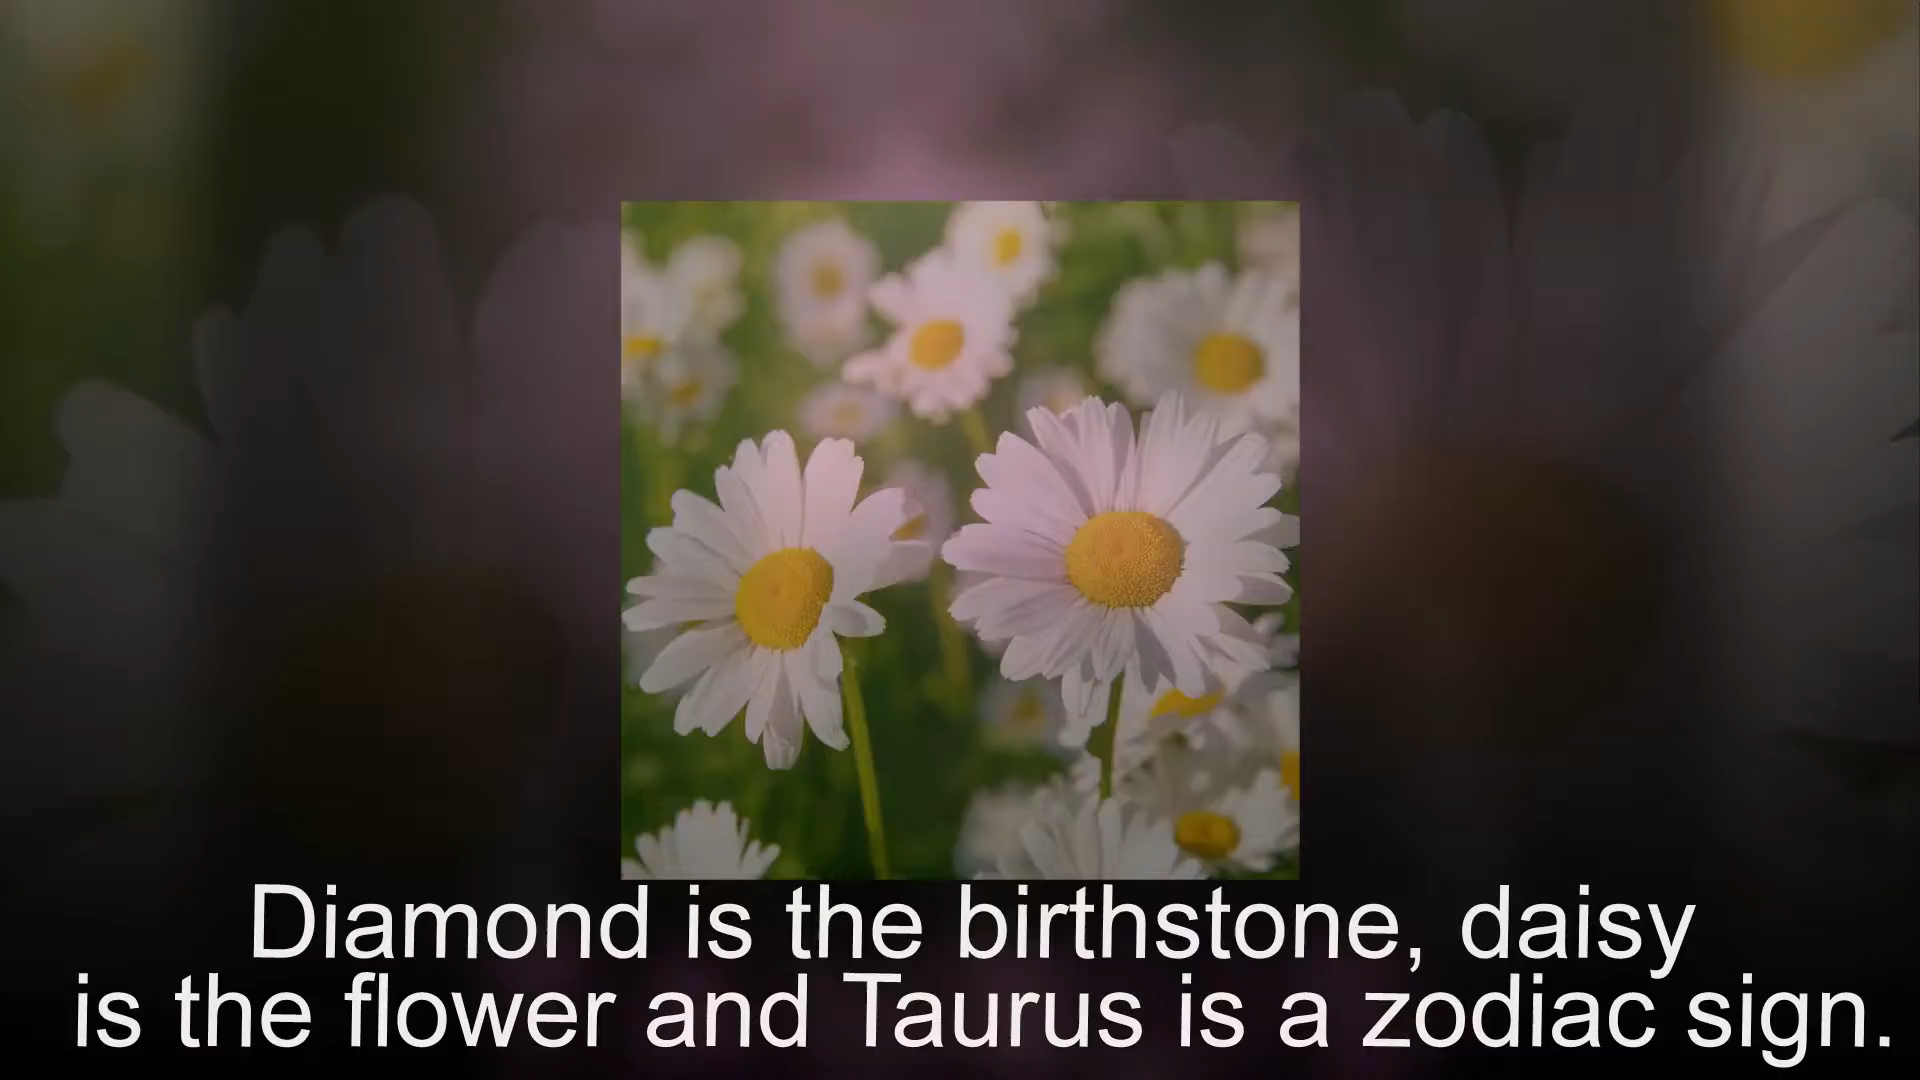 Diamond is the birthstone, daisy
is the flower and Taurus is a zodiac sign.